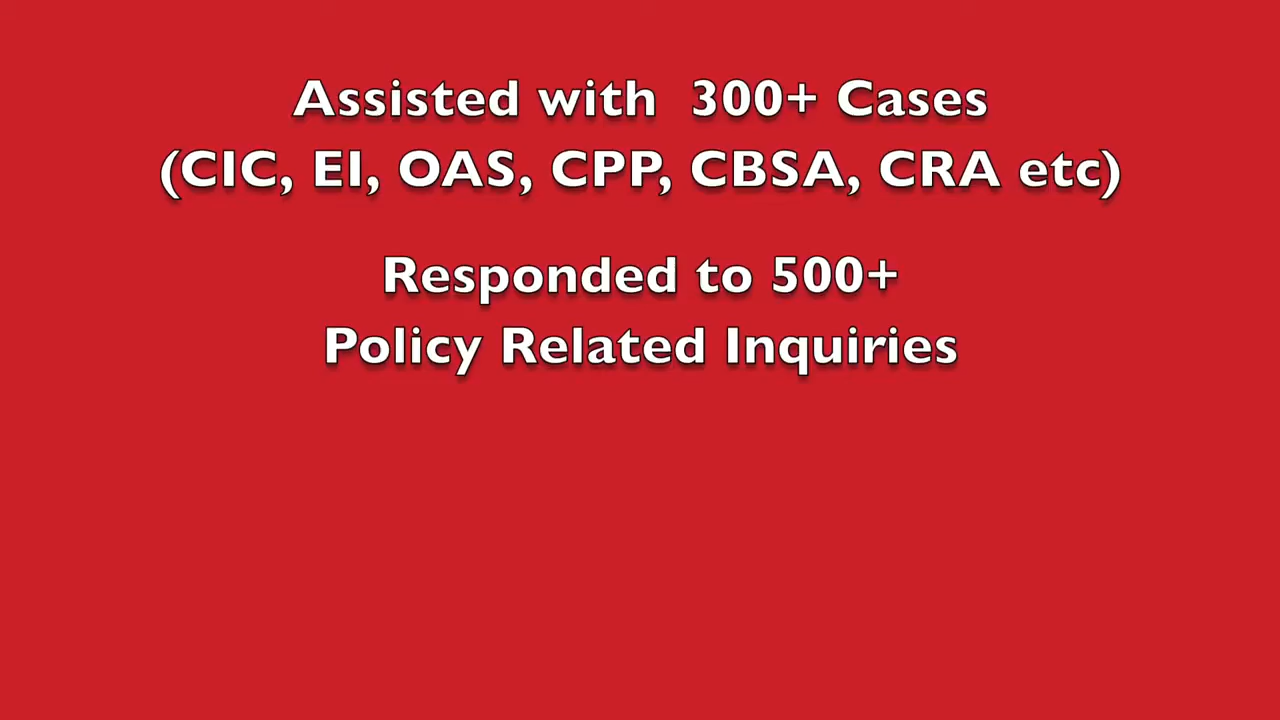 Assisted with  300+ Cases
(CIC, EI, OAS, CPP, CBSA, CRA etc)
Responded to 500+
Policy Related Inquiries